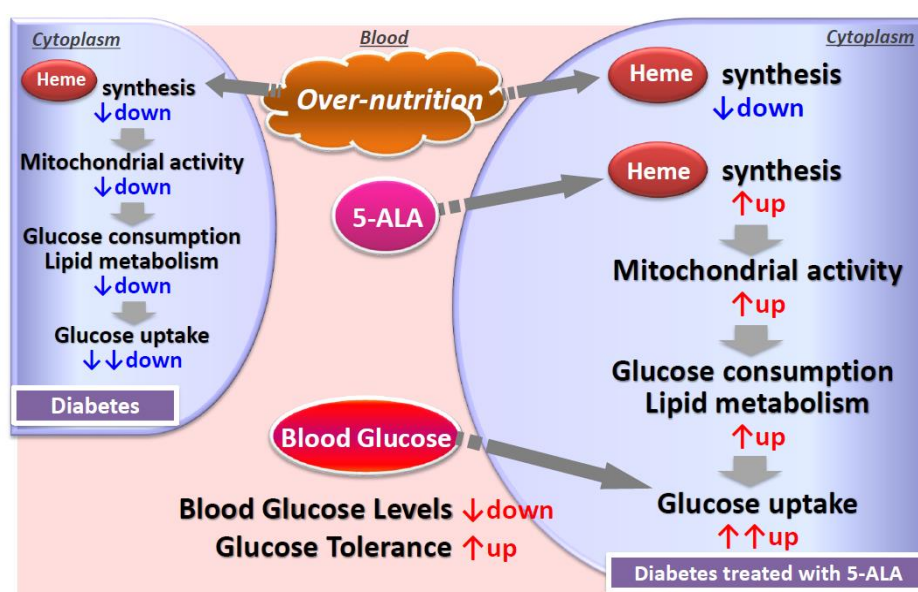 Cytoplasm
Heme synthesis
↓down
Mitochondrial activity
↓down
Glucose consumption
Lipid metabolism
↓down
Glucose uptake
↓↓down
Diabetes
Blood
Over-nutrition
5-ALA
Blood Glucose
Blood Glucose Levels ↓down
Glucose Tolerance ↑up
Cytoplasm
Heme synthesis
↓down
Heme synthesis
↑up
Mitochondrial activity
↑up
Glucose consumption
Lipid metabolism
↑up
Glucose uptake
↑↑up
Diabetes treated with 5-ALA